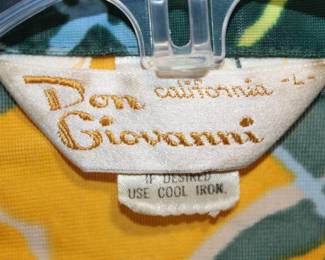 Don california -L-
Giovanni
IF DESIRED
USE COOL IRON.